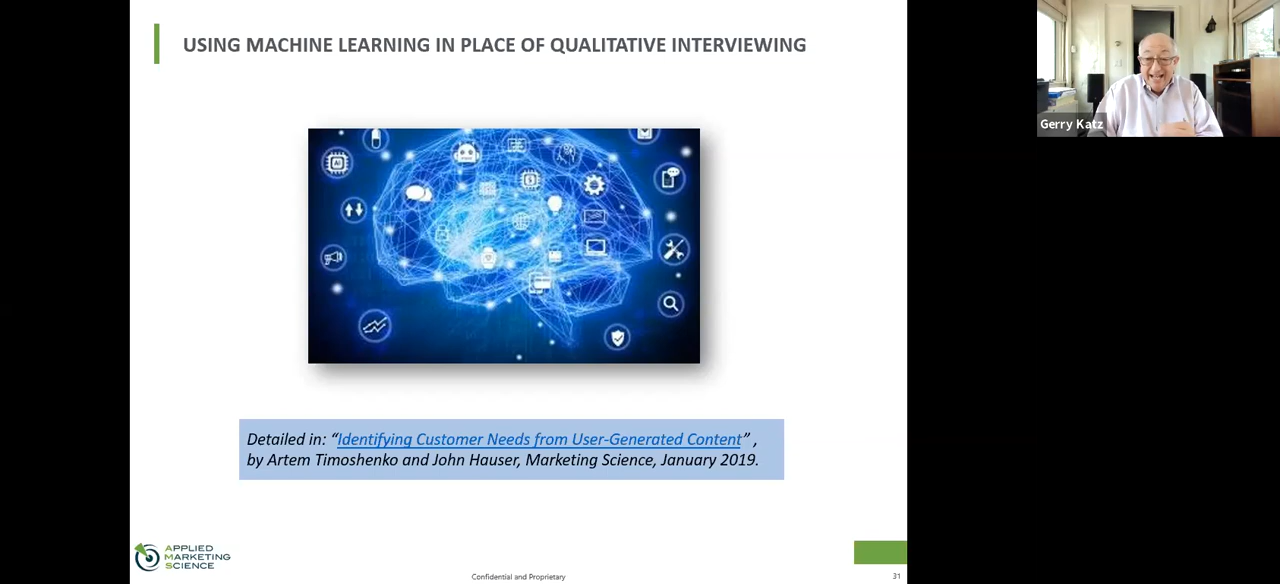 USING MACHINE LEARNING IN PLACE OF QUALITATIVE INTERVIEWING
Gerry Katz
AI
Detailed in: “Identifying Customer Needs from User-Generated Content” ,
by Artem Timoshenko and John Hauser, Marketing Science, January 2019.
APPLIED
MARKETING
SCIENCE
Confidential and Proprietary
31